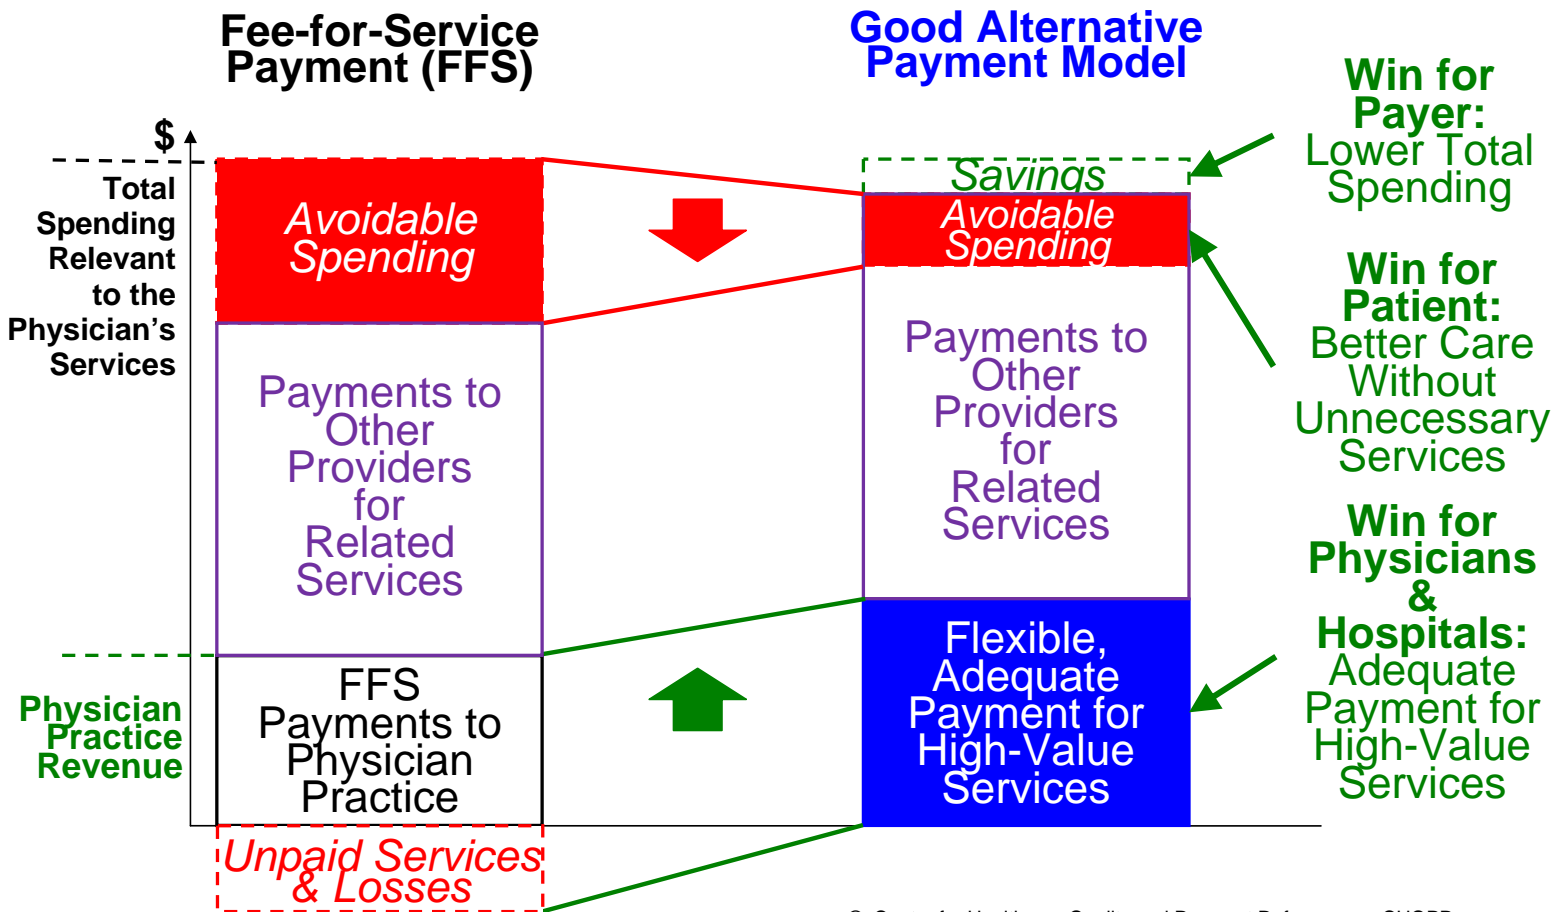 Fee-for-Service
Payment (FFS)
Good Alternative
Payment Model
$
Total
Spending
Relevant
to the
Physician's
Services
Avoidable
Spending
Payments to
Other
Providers
for
Related
Services
Physician
Practice
Revenue
FFS
Payments to
Physician
Practice
Unpaid Services
& Losses
Savings
Avoidable
Spending
Payments to
Other
Providers
for
Related
Services
Flexible,
Adequate
Payment for
High-Value
Services
Win for
Payer:
Lower Total
Spending
Win for
Patient:
Better Care
Without
Unnecessary
Services
Win for
Physicians
&
Hospitals:
Adequate
Payment for
High-Value
Services